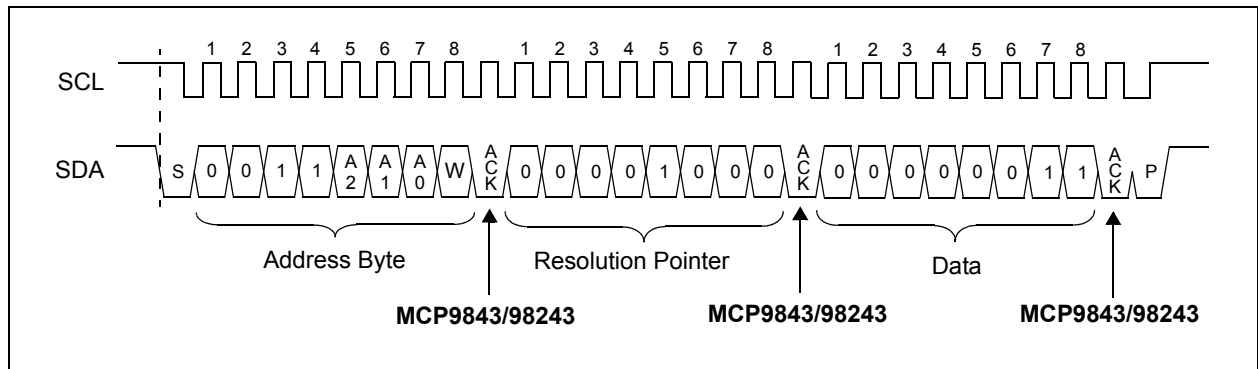 1 2 3 4 5 6 7 8 1 2 3 4 5 6 7 8 1 2 3 4 5 6 7 8
SCL
SDA S 0 0 1 1 A2 A1 A0 W ACK 0 0 0 0 1 0 0 0 ACK 0 0 0 0 0 0 1 1 ACK P
Address Byte Resolution Pointer Data
MCP9843/98243 MCP9843/98243 MCP9843/98243